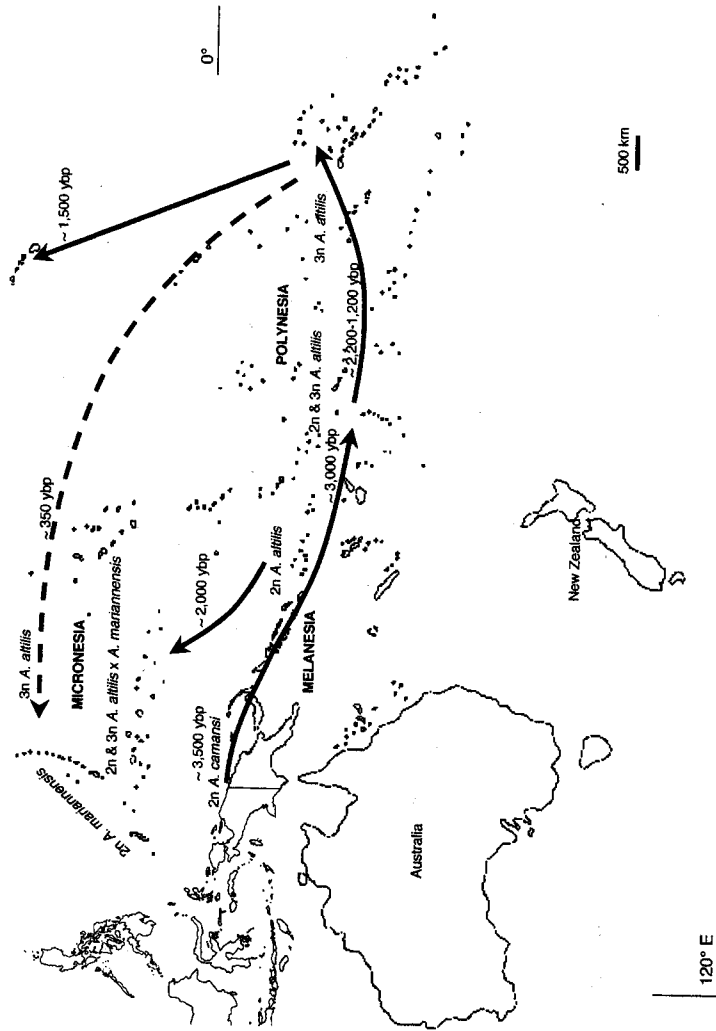 0°
~ 1,500 ybp
~350 ybp
3n A. altilis
MICRONESIA
2n & 3n A. altilis x A. mariannensis
2n A. mariannensis
~ 2,000 ybp
2n A. altilis
~ 3,500 ybp
2n A. camansi
MELANESIA
~ 3,000 ybp
POLYNESIA
2n & 3n A. altilis
~ 2,200-1,200 ybp
3n A. altilis
500 km
New Zealand
Australia
120° E